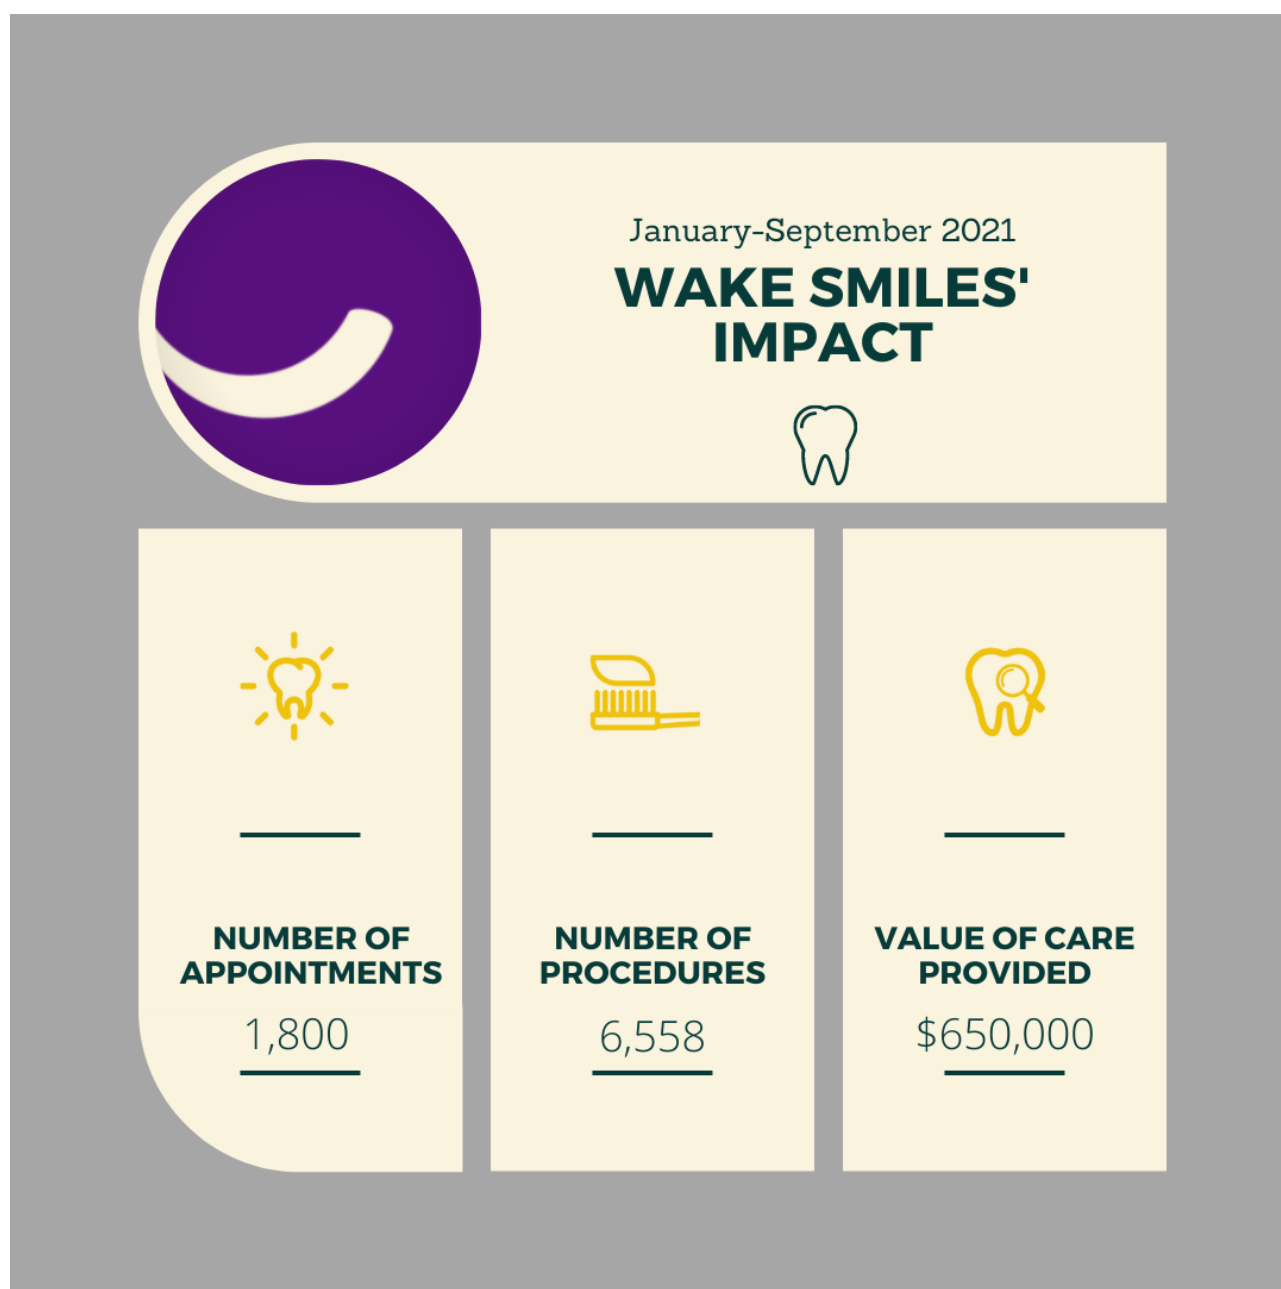 January-September 2021
WAKE SMILES'
IMPACT
NUMBER OF
APPOINTMENTS
1,800
NUMBER OF
PROCEDURES
6,558
VALUE OF CARE
PROVIDED
$650,000